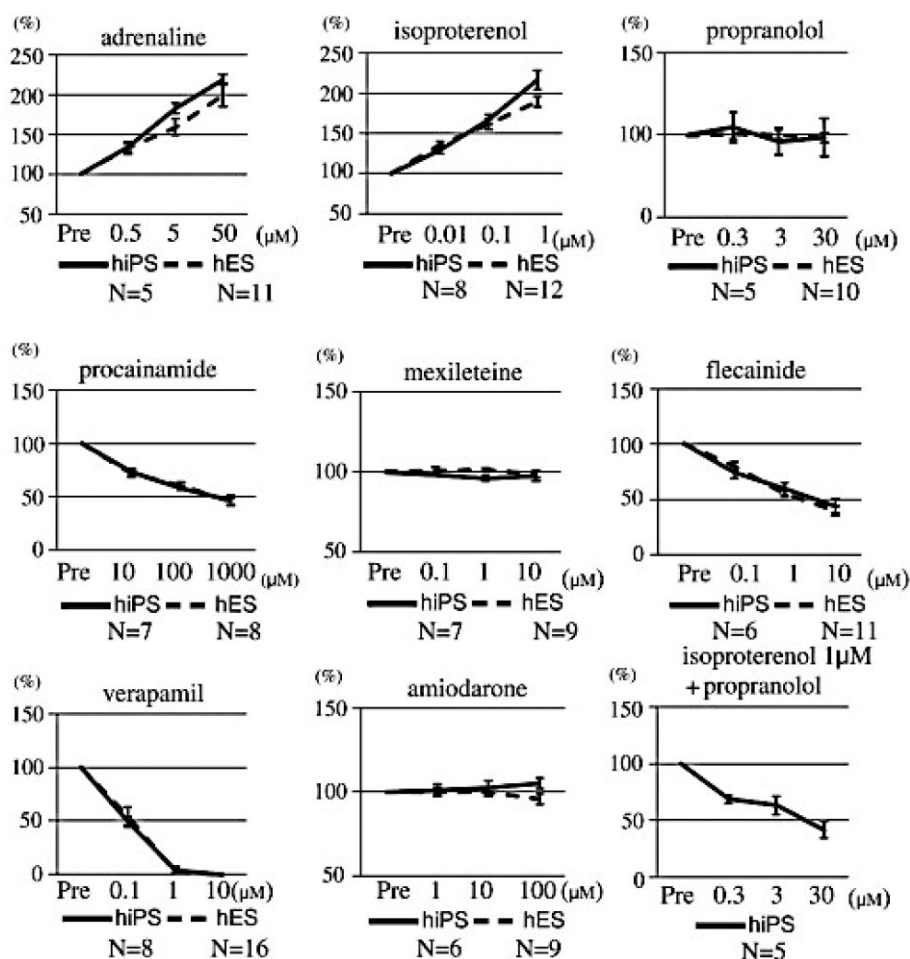 (%)
adrenaline
250
200
150
100
50
Pre 0.5 5 50 (µM)
hiPS hES
N=5 N=11
(%)
isoproterenol
250
200
150
100
50
Pre 0.01 0.1 1 (µM)
hiPS hES
N=8 N=12
(%)
propranolol
100
100
0
Pre 0.3 3 30 (µM)
hiPS hES
N=5 N=10
(%)
procainamide
150
100
50
0
Pre 10 100 1000 (µM)
hiPS hES
N=7 N=8
(%)
mexileteine
150
100
50
Pre 0.1 1 10 (µM)
hiPS hES
N=7 N=9
(%)
flecainide
150
100
50
0
Pre 0.1 1 10 (µM)
hiPS hES
N=6 N=11
(%)
verapamil
150
100
50
0
Pre 0.1 1 10 (µM)
hiPS hES
N=8 N=16
(%)
amiodarone
150
100
50
Pre 1 10 100 (µM)
hiPS hES
N=6 N=9
isoproterenol 1µM
(%)
+propranolol
150
100
50
0
Pre 0.3 3 30 (µM)
hiPS
N=5